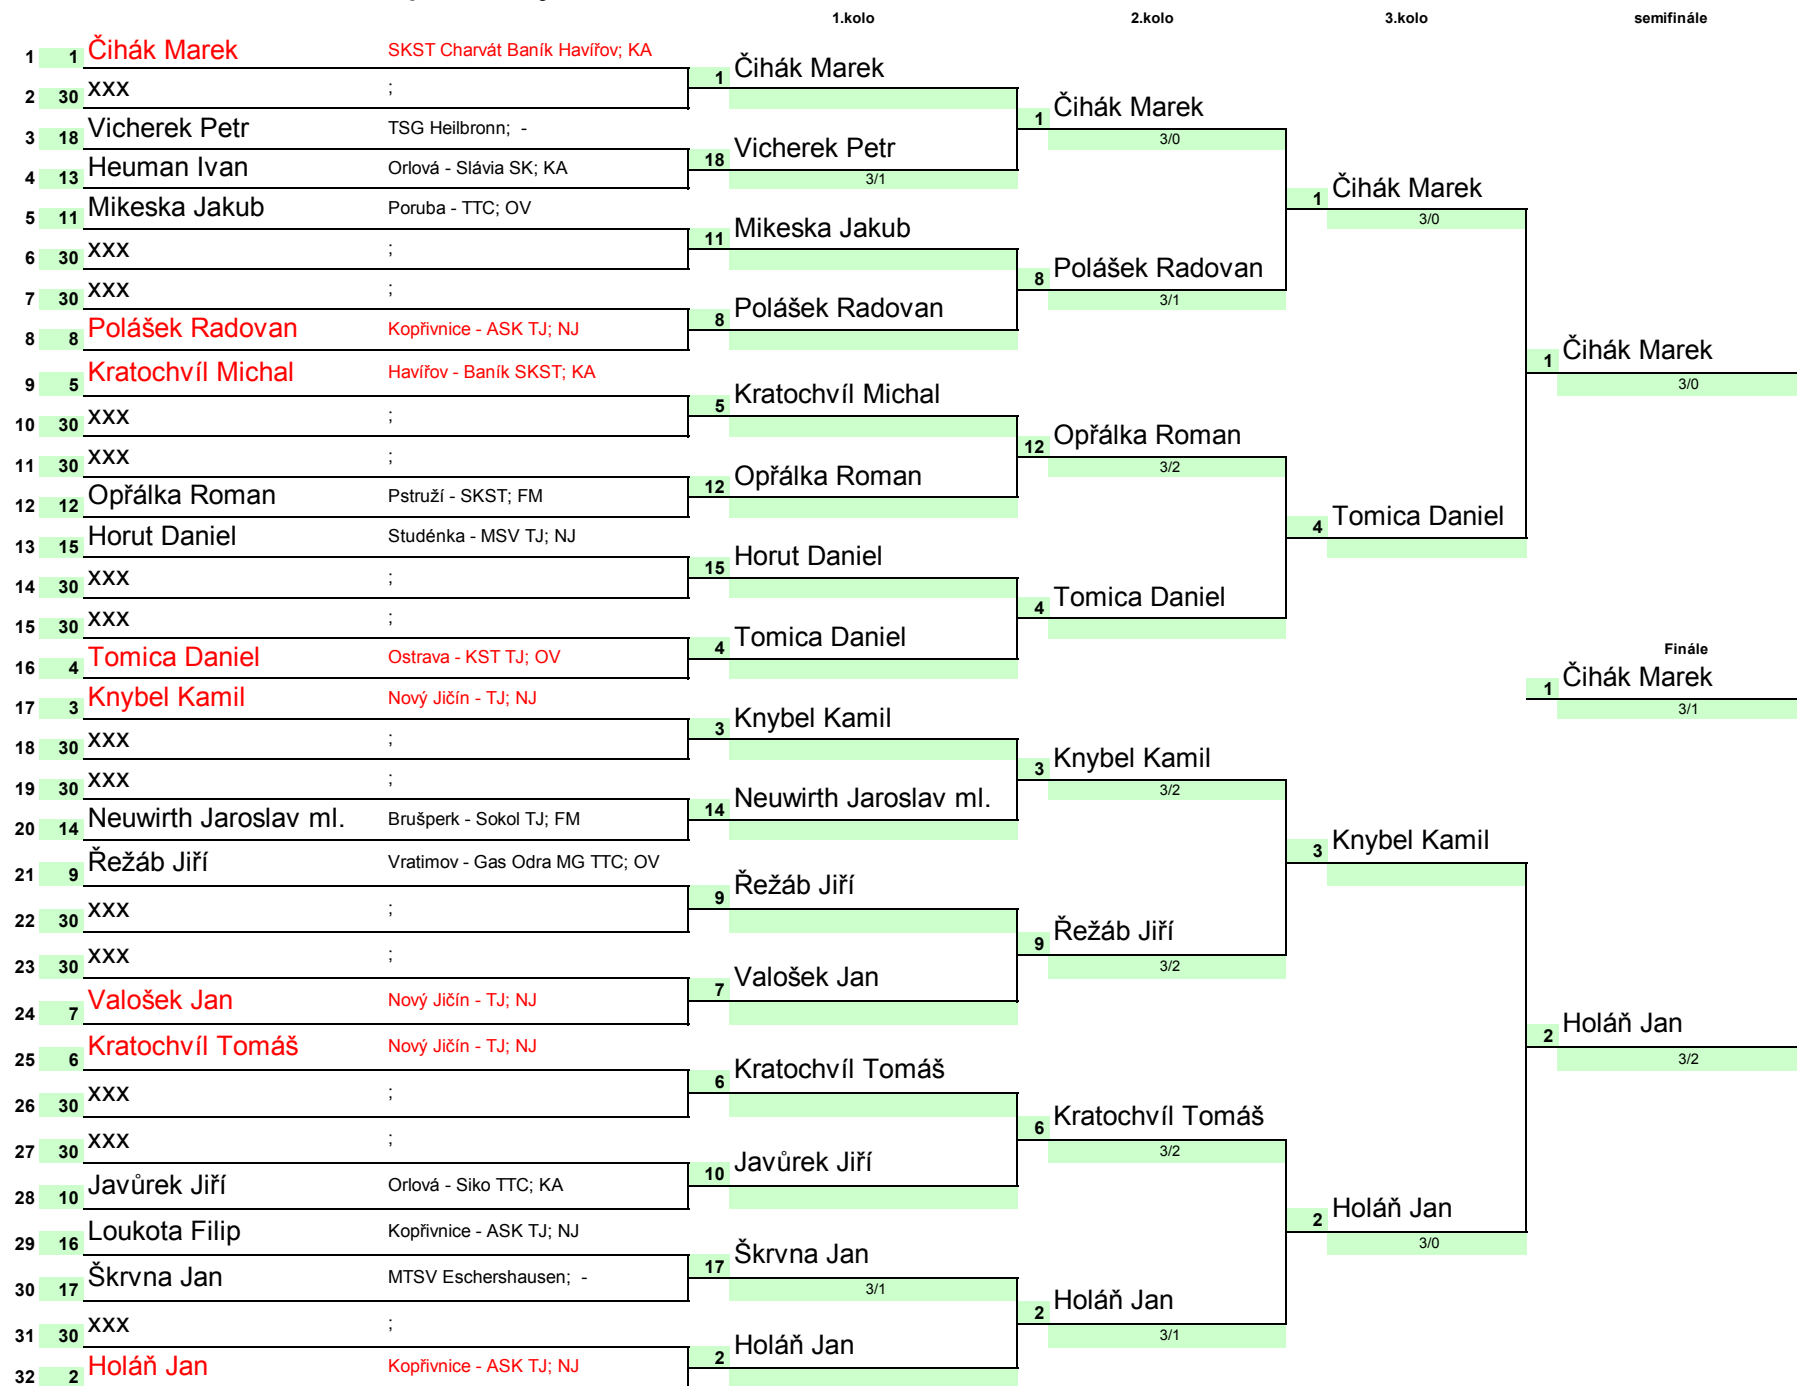 1.kolo 2.kolo 3.kolo semifinále
1 1 Čihák Marek SKST Charvát Baník Havířov; KA
1 Čihák Marek
2 30 xxx ;
1 Čihák Marek
3/0
3 18 Vicherek Petr TSG Heilbronn; -
18 Vicherek Petr
3/1
4 13 Heuman Ivan Orlová - Slávia SK; KA
1 Čihák Marek
3/0
5 11 Mikeska Jakub Poruba - TTC; OV
11 Mikeska Jakub
6 30 xxx ;
8 Polášek Radovan
3/1
7 30 xxx ;
8 Polášek Radovan
8 8 Polášek Radovan Kopřivnice - ASK TJ; NJ
1 Čihák Marek
3/0
9 5 Kratochvíl Michal Havířov - Baník SKST; KA
5 Kratochvíl Michal
10 30 xxx ;
12 Opřálka Roman
3/2
11 30 xxx ;
12 Opřálka Roman
12 12 Opřálka Roman Pstruží - SKST; FM
4 Tomica Daniel
13 15 Horut Daniel Studénka - MSV TJ; NJ
15 Horut Daniel
14 30 xxx ;
4 Tomica Daniel
15 30 xxx ;
4 Tomica Daniel
16 4 Tomica Daniel Ostrava - KST TJ; OV
Finále
1 Čihák Marek
3/1
17 3 Knybel Kamil Nový Jičín - TJ; NJ
3 Knybel Kamil
18 30 xxx ;
3 Knybel Kamil
3/2
19 30 xxx ;
14 Neuwirth Jaroslav ml.
20 14 Neuwirth Jaroslav ml. Brušperk - Sokol TJ; FM
3 Knybel Kamil
21 9 Řežáb Jiří Vratimov - Gas Odra MG TTC; OV
9 Řežáb Jiří
22 30 xxx ;
9 Řežáb Jiří
3/2
23 30 xxx ;
7 Valošek Jan
24 7 Valošek Jan Nový Jičín - TJ; NJ
2 Holáň Jan
3/2
25 6 Kratochvíl Tomáš Nový Jičín - TJ; NJ
6 Kratochvíl Tomáš
26 30 xxx ;
6 Kratochvíl Tomáš
3/2
27 30 xxx ;
10 Javůrek Jiří
28 10 Javůrek Jiří Orlová - Siko TTC; KA
2 Holáň Jan
3/0
29 16 Loukota Filip Kopřivnice - ASK TJ; NJ
17 Škrvna Jan
3/1
30 17 Škrvna Jan MTSV Eschershausen; -
2 Holáň Jan
3/1
31 30 xxx ;
2 Holáň Jan
32 2 Holáň Jan Kopřivnice - ASK TJ; NJ